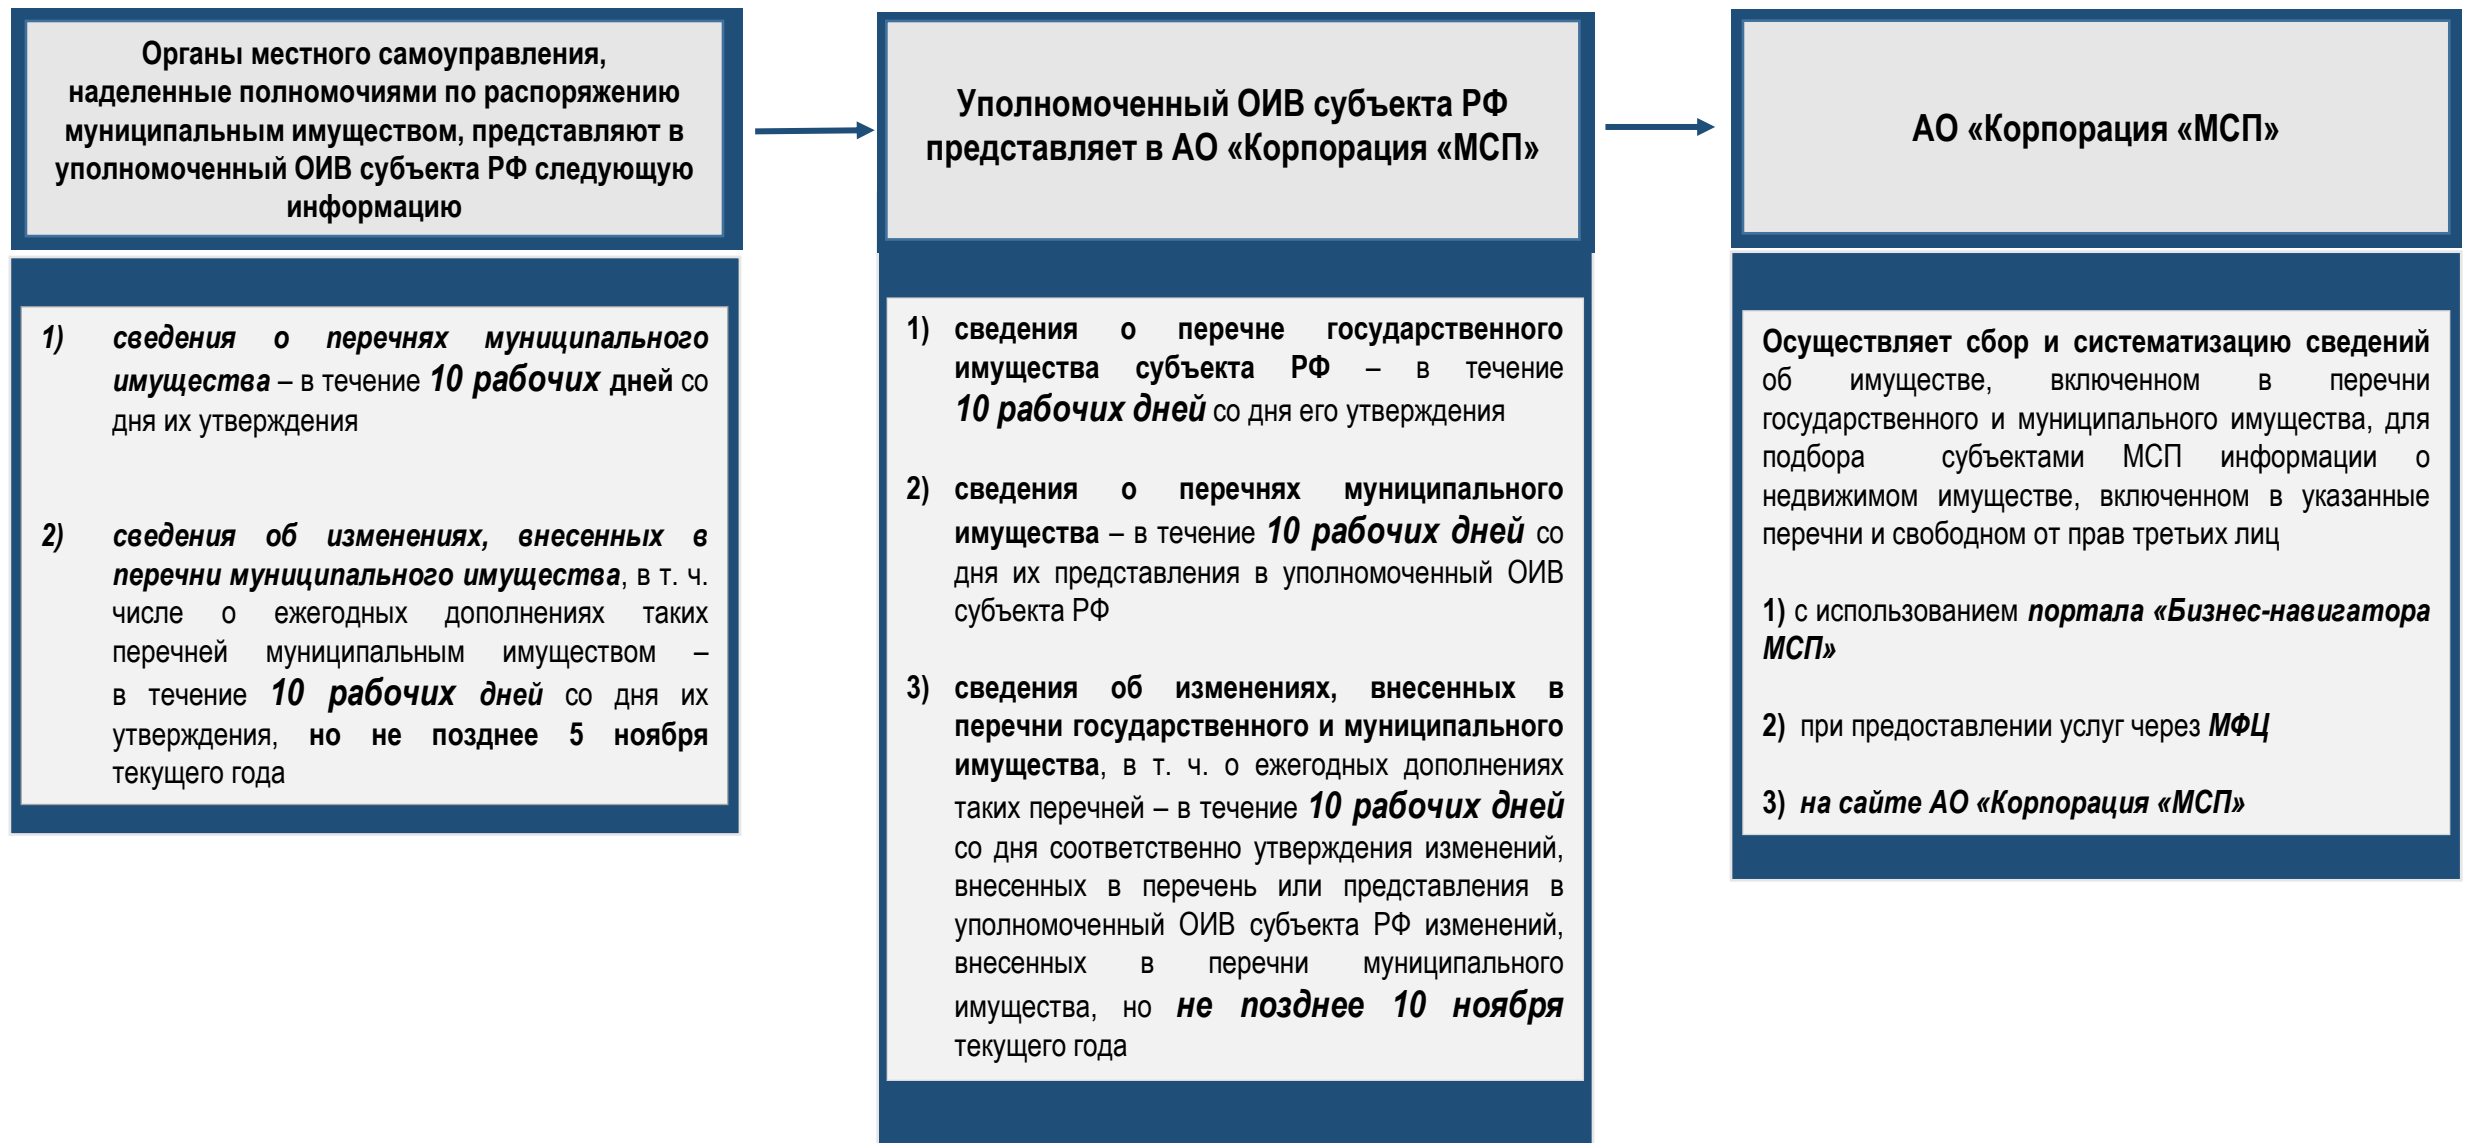 Органы местного самоуправления,
наделенные полномочиями по распоряжению
муниципальным имуществом, представляют в
уполномоченный ОИВ субъекта РФ следующую
информацию
1) сведения о перечнях муниципального
имущества – в течение 10 рабочих дней со
дня их утверждения
2) сведения об изменениях, внесенных в
перечни муниципального имущества, в т. ч.
числе о ежегодных дополнениях таких
перечней муниципальным имуществом –
в течение 10 рабочих дней со дня их
утверждения, но не позднее 5 ноября
текущего года
Уполномоченный ОИВ субъекта РФ
представляет в АО «Корпорация «МСП»
1) сведения о перечне государственного
имущества субъекта РФ – в течение
10 рабочих дней со дня его утверждения
2) сведения о перечнях муниципального
имущества – в течение 10 рабочих дней со
дня их представления в уполномоченный ОИВ
субъекта РФ
3) сведения об изменениях, внесенных в
перечни государственного и муниципального
имущества, в т. ч. о ежегодных дополнениях
таких перечней – в течение 10 рабочих дней
со дня соответственно утверждения изменений,
внесенных в перечень или представления в
уполномоченный ОИВ субъекта РФ изменений,
внесенных в перечни муниципального
имущества, но не позднее 10 ноября
текущего года
АО «Корпорация «МСП»
Осуществляет сбор и систематизацию сведений
об имуществе, включенном в перечни
государственного и муниципального имущества, для
подбора субъектами МСП информации о
недвижимом имуществе, включенном в указанные
перечни и свободном от прав третьих лиц
1) с использованием портала «Бизнес-навигатора
МСП»
2) при предоставлении услуг через МФЦ
3) на сайте АО «Корпорация «МСП»